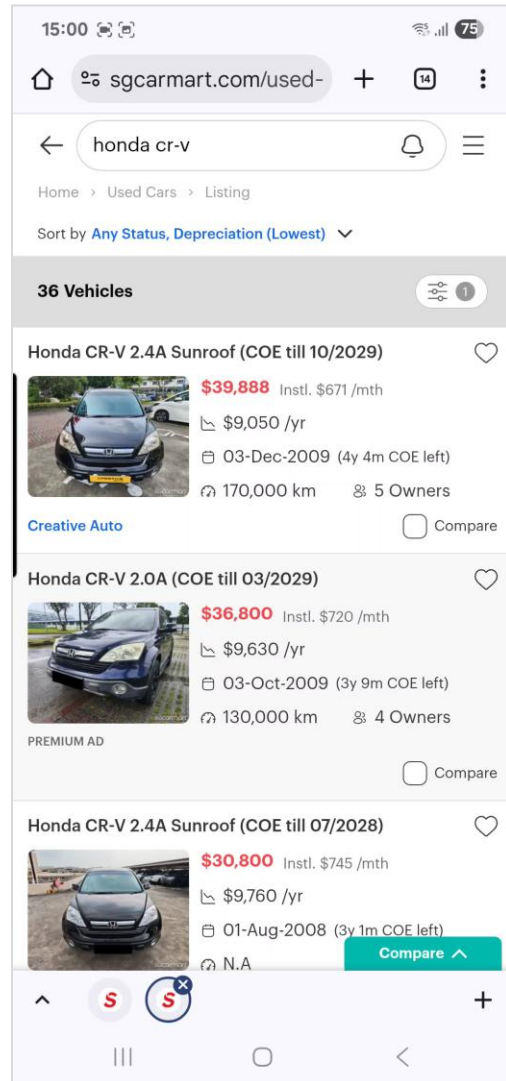 15:00 75
sgcarmart.com/used- 14
honda cr-v
Home > Used Cars > Listing
Sort by Any Status, Depreciation (Lowest)
36 Vehicles 1
Honda CR-V 2.4A Sunroof (COE till 10/2029)
$39,888 Instl. $671 /mth
$9,050 /yr
03-Dec-2009 (4y 4m COE left)
170,000 km 5 Owners
Creative Auto Compare
Honda CR-V 2.0A (COE till 03/2029)
$36,800 Instl. $720 /mth
$9,630 /yr
03-Oct-2009 (3y 9m COE left)
130,000 km 4 Owners
PREMIUM AD
Compare
Honda CR-V 2.4A Sunroof (COE till 07/2028)
$30,800 Instl. $745 /mth
$9,760 /yr
01-Aug-2008 (3y 1m COE left)
N.A Compare
S S